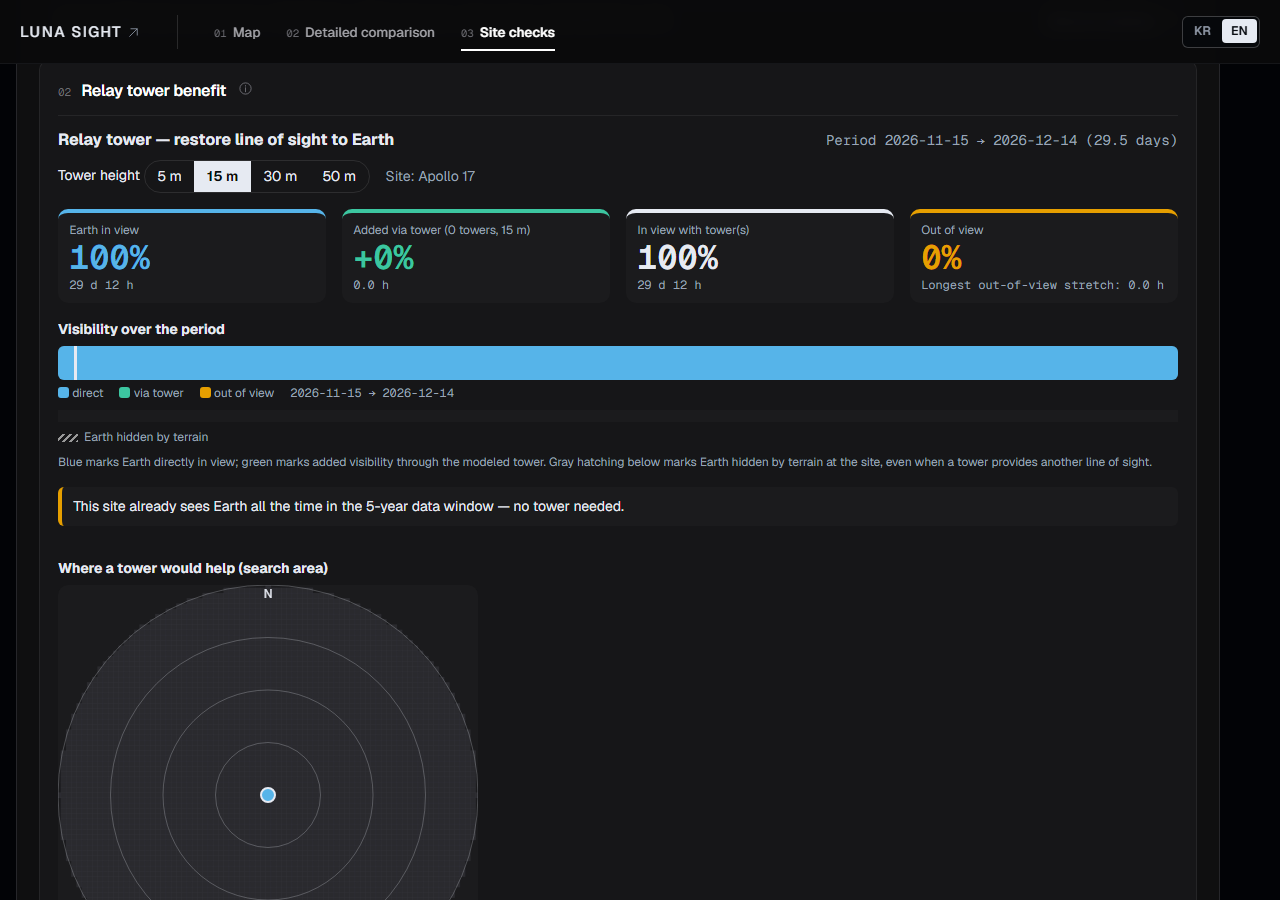 LUNA SIGHT ↗
01 Map 02 Detailed comparison 03 Site checks
KR EN
02 Relay tower benefit ⓘ
Relay tower — restore line of sight to Earth
Period 2026-11-15 → 2026-12-14 (29.5 days)
Tower height 5 m 15 m 30 m 50 m Site: Apollo 17
Earth in view
100%
29 d 12 h
Added via tower (0 towers, 15 m)
+0%
0.0 h
In view with tower(s)
100%
29 d 12 h
Out of view
0%
Longest out-of-view stretch: 0.0 h
Visibility over the period
direct via tower out of view 2026-11-15 → 2026-12-14
Earth hidden by terrain
Blue marks Earth directly in view; green marks added visibility through the modeled tower. Gray hatching below marks Earth hidden by terrain at the site, even when a tower provides another line of sight.
This site already sees Earth all the time in the 5-year data window — no tower needed.
Where a tower would help (search area)
N